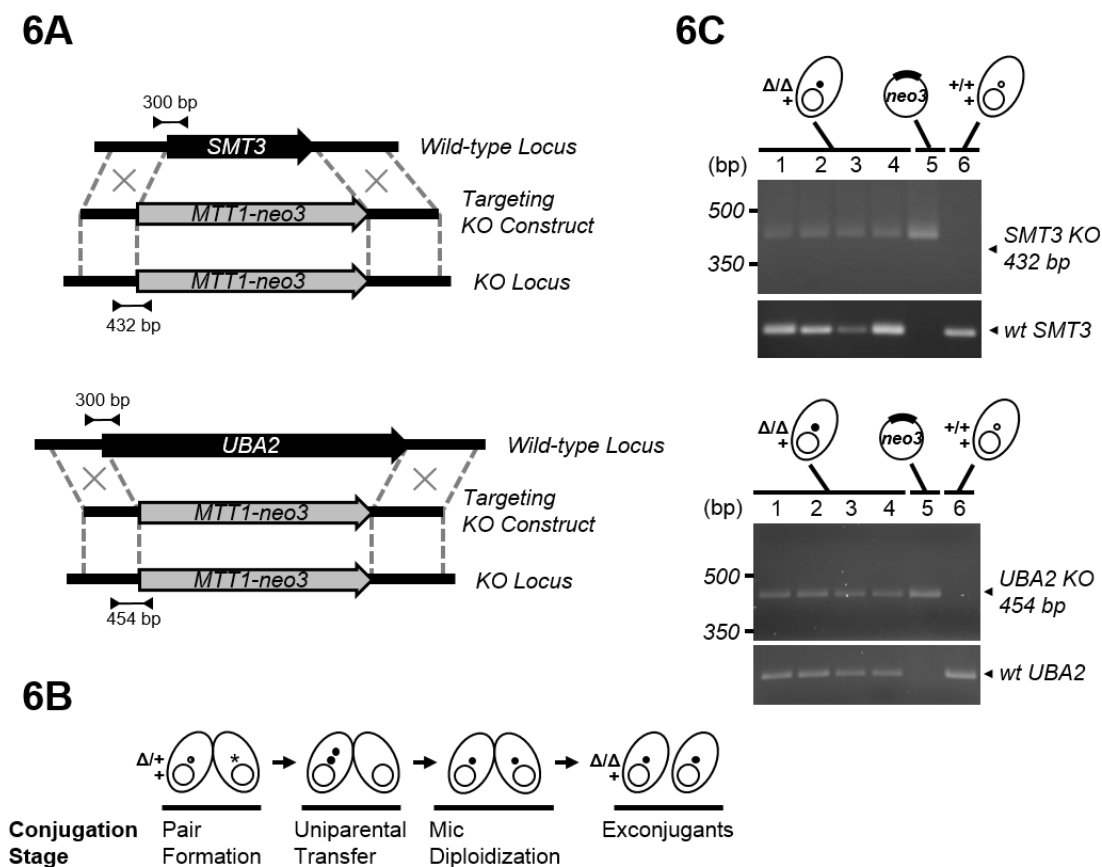 6A
300 bp
SMT3
Wild-type Locus
MTT1-neo3
Targeting
KO Construct
MTT1-neo3
KO Locus
432 bp
300 bp
UBA2
Wild-type Locus
MTT1-neo3
Targeting
KO Construct
MTT1-neo3
KO Locus
454 bp
6B
Δ/+
+
*
Δ/Δ
+
Conjugation
Stage
Pair
Formation
Uniparental
Transfer
Mic
Diploidization
Exconjugants
6C
Δ/Δ
+
neo3
+/+
+
(bp) 1 2 3 4 5 6
500
350
SMT3 KO
432 bp
wt SMT3
Δ/Δ
+
neo3
+/+
+
(bp) 1 2 3 4 5 6
500
350
UBA2 KO
454 bp
wt UBA2